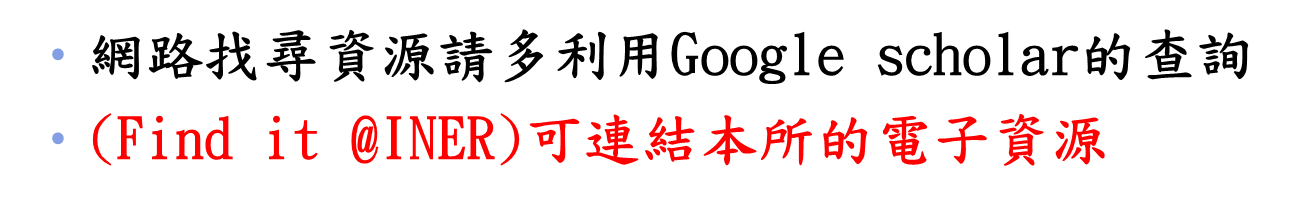 • 網路找尋資源請多利用Google scholar的查詢
• (Find it @INER)可連結本所的電子資源